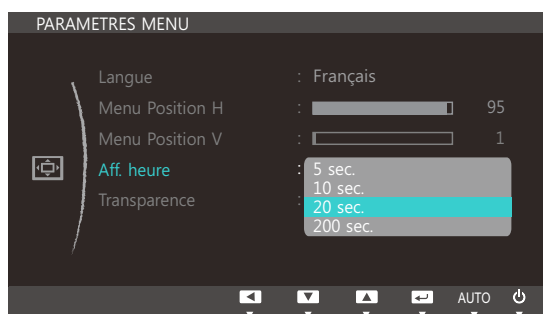 PARAMETRES MENU
Langue : Français
Menu Position H : 95
Menu Position V : 1
Aff. heure : 5 sec.
10 sec.
Transparence : 20 sec.
200 sec.
AUTO